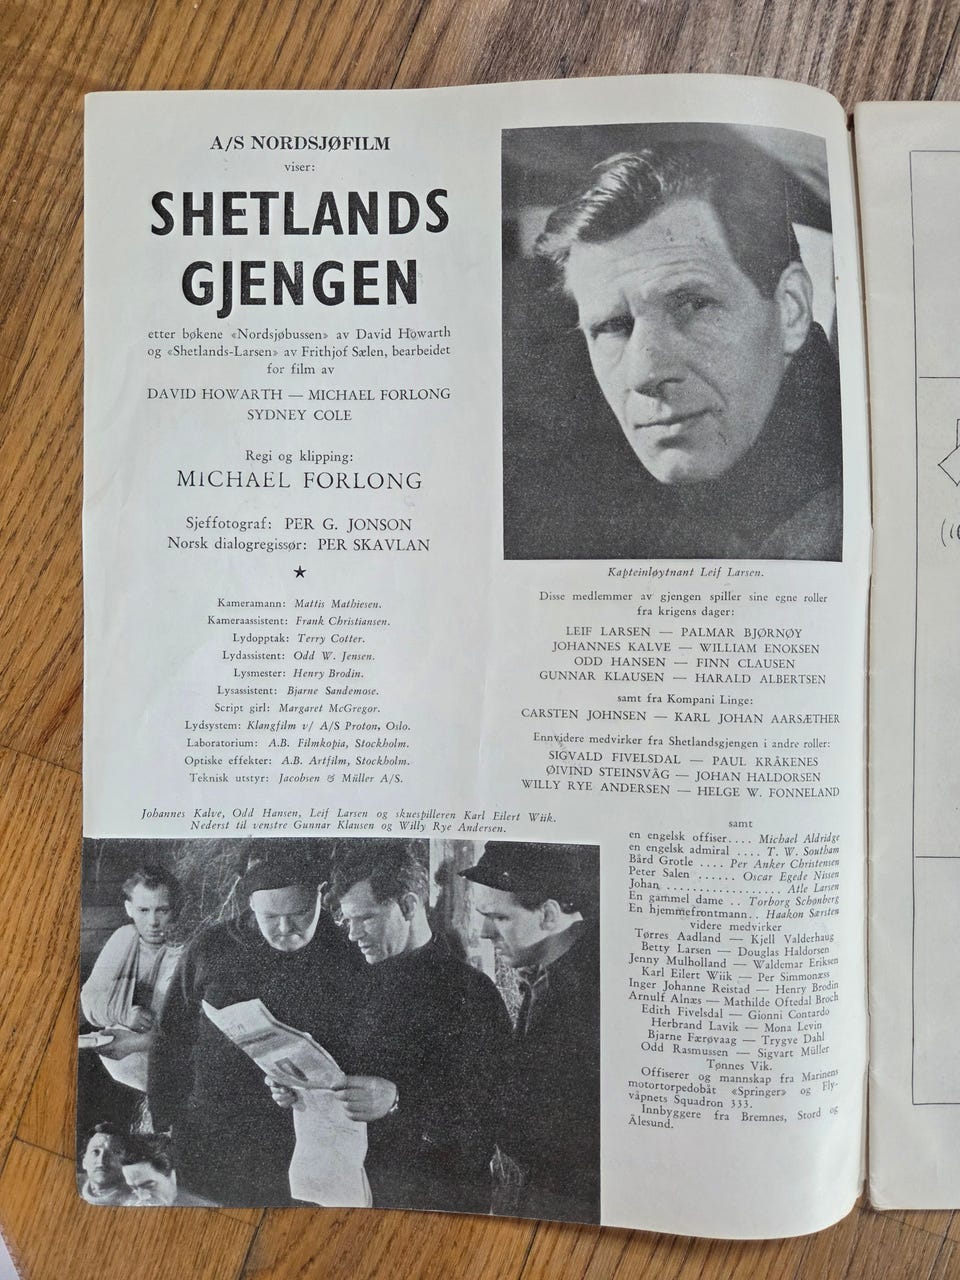 A/S NORDSJØFILM
viser:
SHETLANDS
GJENGEN
etter bøkene «Nordsjøbussen» av David Howarth
og «Shetlands-Larsen» av Frithjof Sælen, bearbeidet
for film av
DAVID HOWARTH — MICHAEL FORLONG
SYDNEY COLE
Regi og klipping:
MICHAEL FORLONG
Sjeffotograf: PER G. JONSON
Norsk dialogregissør: PER SKAVLAN
★
Kameramann: Mattis Mathiesen.
Kameraassistent: Frank Christiansen.
Lydopptak: Terry Cotter.
Lydassistent: Odd W. Jensen.
Lysmester: Henry Brodin.
Lysassistent: Bjarne Sandemose.
Script girl: Margaret McGregor.
Lydsystem: Klangfilm v/ A/S Proton, Oslo.
Laboratorium: A.B. Filmkopia, Stockholm.
Optiske effekter: A.B. Artfilm, Stockholm.
Teknisk utstyr: Jacobsen & Müller A/S.
Johannes Kalve, Odd Hansen, Leif Larsen og skuespilleren Karl Eilert Wiik.
Nederst til venstre Gunnar Klausen og Willy Rye Andersen.
Kapteinløytnant Leif Larsen.
Disse medlemmer av gjengen spiller sine egne roller
fra krigens dager:
LEIF LARSEN — PALMAR BJØRNØY
JOHANNES KALVE — WILLIAM ENOKSEN
ODD HANSEN — FINN CLAUSEN
GUNNAR KLAUSEN — HARALD ALBERTSEN
samt fra Kompani Linge:
CARSTEN JOHNSEN — KARL JOHAN AARSÆTHER
Ennvidere medvirker fra Shetlandsgjengen i andre roller:
SIGVALD FIVELSDAL — PAUL KRÅKENES
ØIVIND STEINSVÅG — JOHAN HALDORSEN
WILLY RYE ANDERSEN — HELGE W. FONNELAND
samt
en engelsk offiser.... Michael Aldridge
en engelsk admiral .... T. W. Southam
Bård Grotle .... Per Anker Christensen
Peter Salen ...... Oscar Egede Nissen
Johan ................. Atle Larsen
En gammel dame .. Torborg Schønberg
En hjemmefrontmann.. Haakon Sørsten
videre medvirker
Tørres Aadland — Kjell Valderhaug
Betty Larsen — Douglas Haldorsen
Jenny Mulholland — Waldemar Eriksen
Karl Eilert Wiik — Per Simmonæss
Inger Johanne Reistad — Henry Brodin
Arnulf Alnæs — Mathilde Oftedal Broch
Edith Fivelsdal — Gionni Contardo
Herbrand Lavik — Mona Levin
Bjarne Færøvaag — Trygve Dahl
Odd Rasmussen — Sigvart Müller
Tønnes Vik.
Offiserer og mannskap fra Marinens
motortorpedobåt «Springer» og Fly-
våpnets Squadron 333.
Innbyggere fra Bremnes, Stord og
Ålesund.